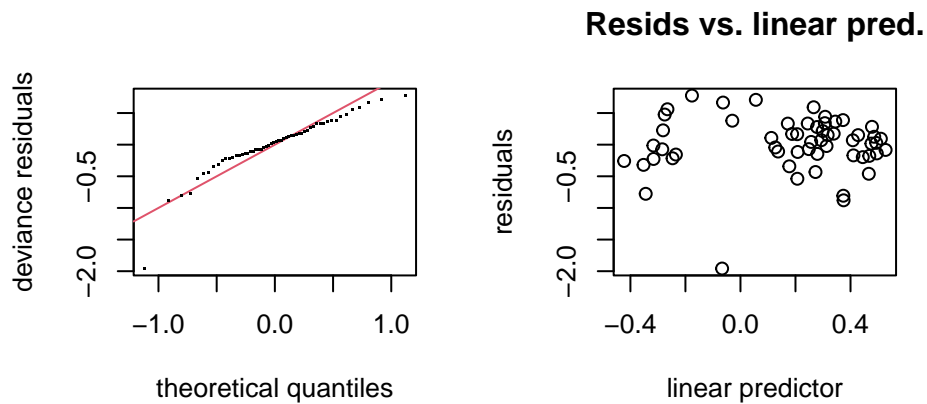 Resids vs. linear pred.
deviance residuals
−0.5
−2.0
−1.0 0.0 1.0
theoretical quantiles
residuals
−0.5
−2.0
−0.4 0.0 0.4
linear predictor